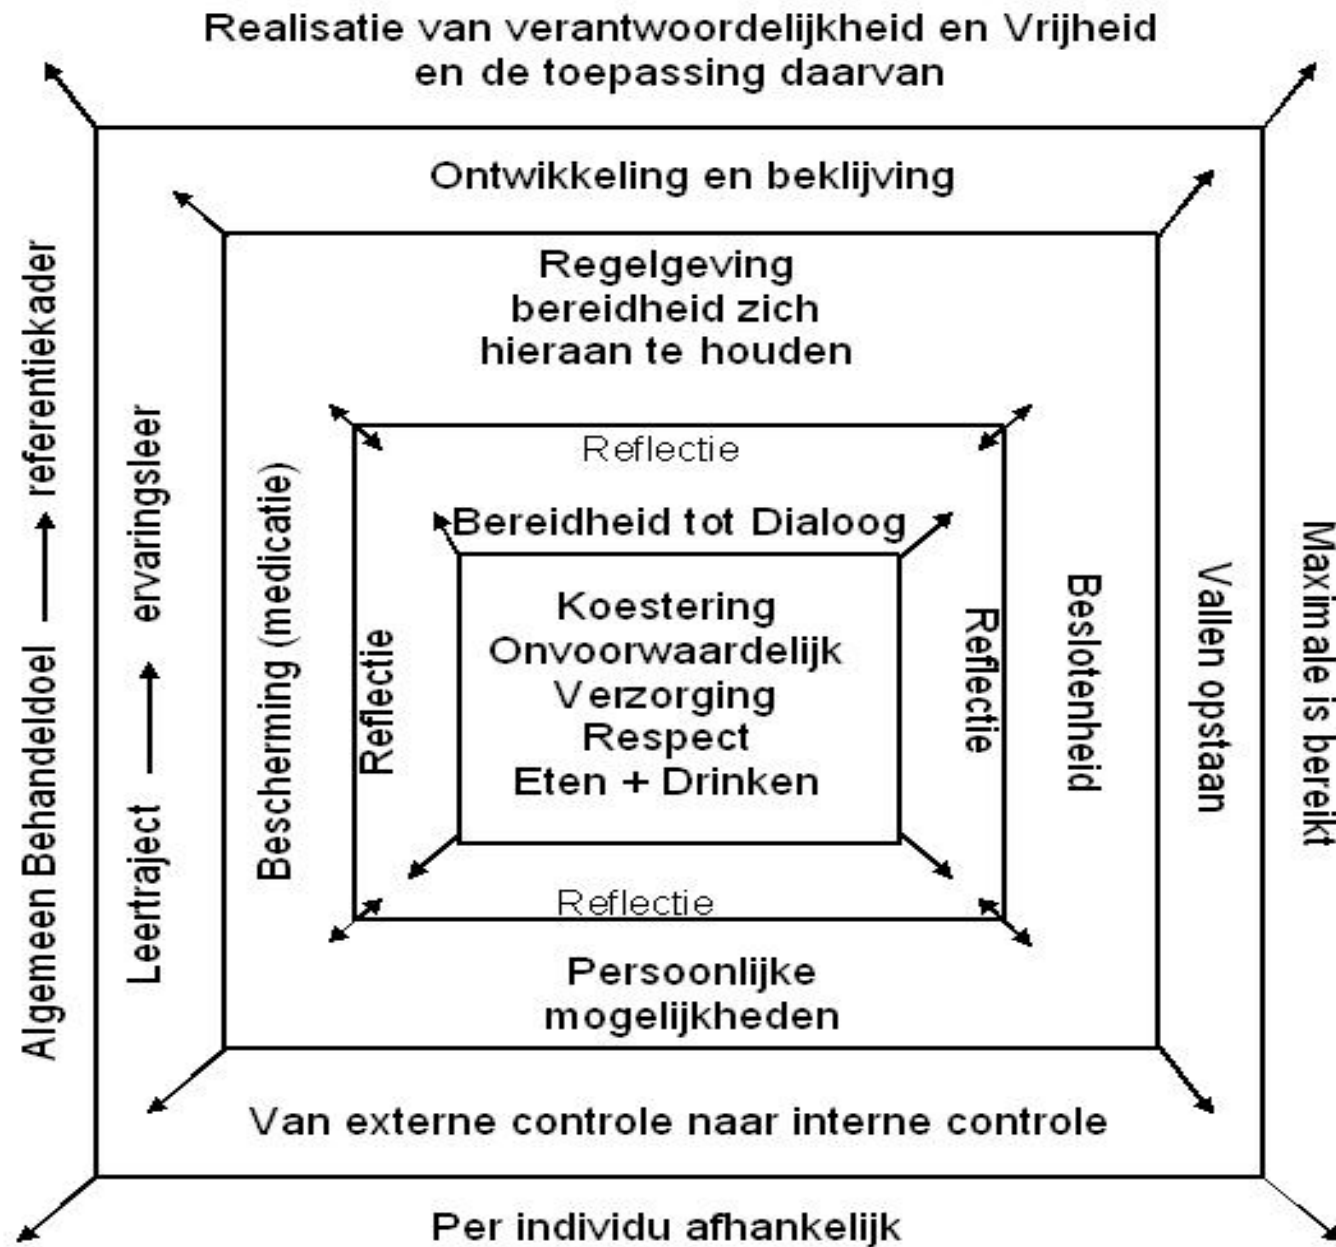 Realisatie van verantwoordelijkheid en Vrijheid
en de toepassing daarvan
Ontwikkeling en beklijving
Regelgeving
bereidheid zich
hieraan te houden
Reflectie
Bereidheid tot Dialoog
Koestering
Onvoorwaardelijk
Verzorging
Respect
Eten + Drinken
Reflectie
Persoonlijke
mogelijkheden
Van externe controle naar interne controle
Per individu afhankelijk
Algemeen Behandeldoel → referentiekader
Leertraject → ervaringsleer
Bescherming (medicatie)
Reflectie
Reflectie
Beslotenheid
Vallen opstaan
Maximale is bereikt